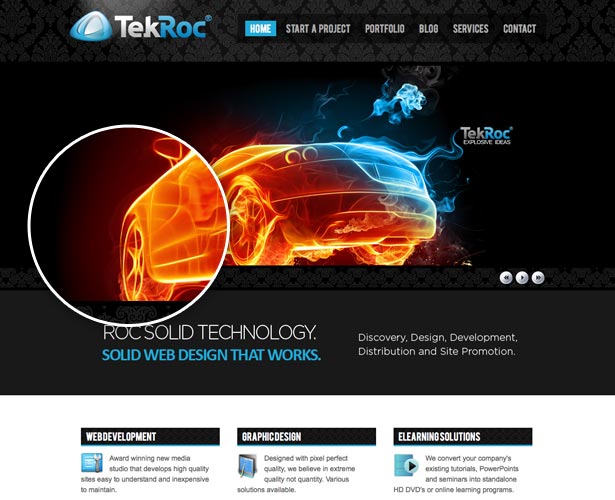 TekRoc®
HOME START A PROJECT PORTFOLIO BLOG SERVICES CONTACT
TekRoc®
EXPLOSIVE IDEAS
ROC SOLID TECHNOLOGY.
SOLID WEB DESIGN THAT WORKS.
Discovery, Design, Development,
Distribution and Site Promotion.
WEB DEVELOPMENT
Award winning new media
studio that develops high quality
sites easy to understand and inexpensive
to maintain.
GRAPHIC DESIGN
Designed with pixel perfect
quality, we believe in extreme
quality not quantity. Various
solutions available.
ELEARNING SOLUTIONS
We convert your company's
existing tutorials, PowerPoints
and seminars into standalone
HD DVD's or online learning programs.